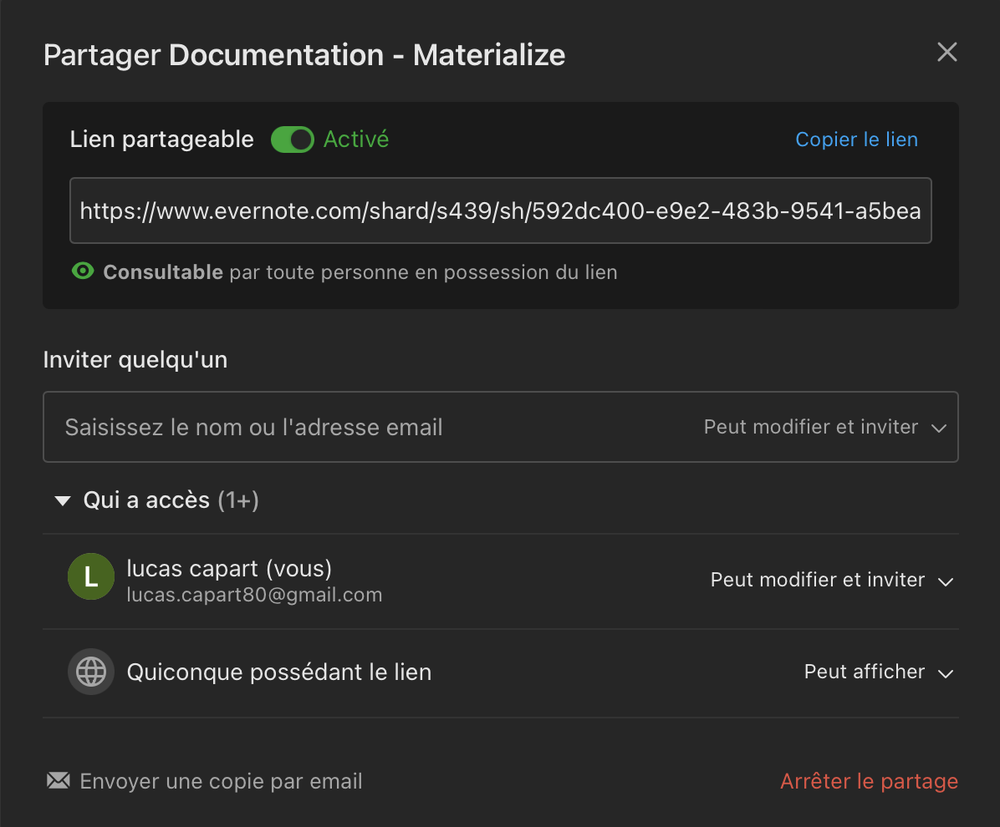 Partager Documentation - Materialize
Lien partageable Activé Copier le lien
https://www.evernote.com/shard/s439/sh/592dc400-e9e2-483b-9541-a5bea
Consultable par toute personne en possession du lien
Inviter quelqu'un
Saisissez le nom ou l'adresse email Peut modifier et inviter
Qui a accès (1+)
L
lucas capart (vous)
lucas.capart80@gmail.com
Peut modifier et inviter
Quiconque possédant le lien Peut afficher
Envoyer une copie par email Arrêter le partage